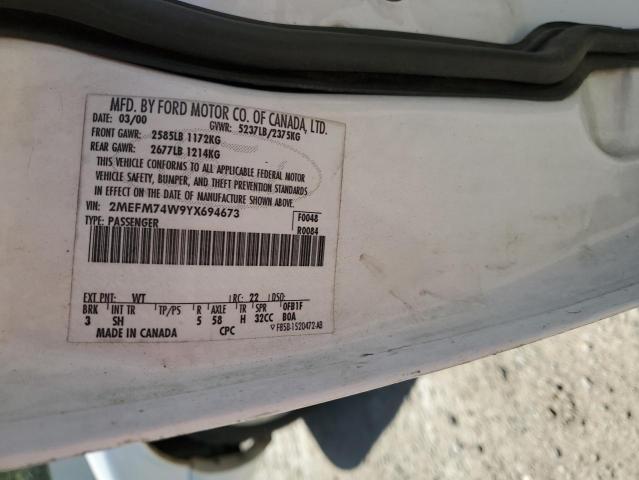 MFD. BY FORD MOTOR CO. OF CANADA, LTD.
DATE: 03/00 GVWR: 5237LB/2375KG
FRONT GAWR: 2585LB 1172KG
REAR GAWR: 2677LB 1214KG
THIS VEHICLE CONFORMS TO ALL APPLICABLE FEDERAL MOTOR
VEHICLE SAFETY, BUMPER, AND THEFT PREVENTION STANDARDS
IN EFFECT ON THE DATE OF MANUFACTURE SHOWN ABOVE.
VIN: 2MEFM74W9YX694673 F0048
TYPE: PASSENGER R0084
EXT PNT: WT RC: 22 DSO:
BRK INT TR TP/PS R AXLE TR SPR 0FB1F
3 SH 5 58 H 32CC B0A
MADE IN CANADA CPC F85B-1520472-AB